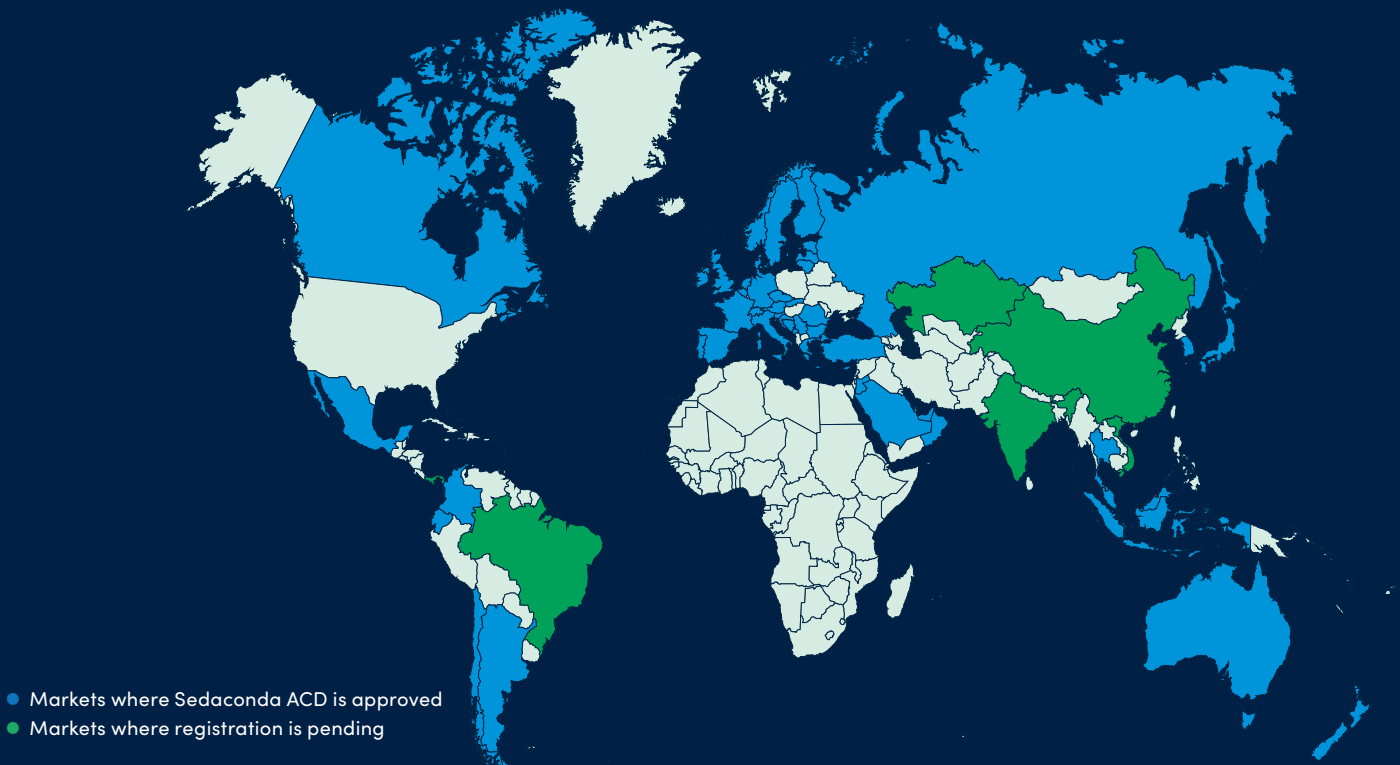 Markets where Sedaconda ACD is approved
Markets where registration is pending